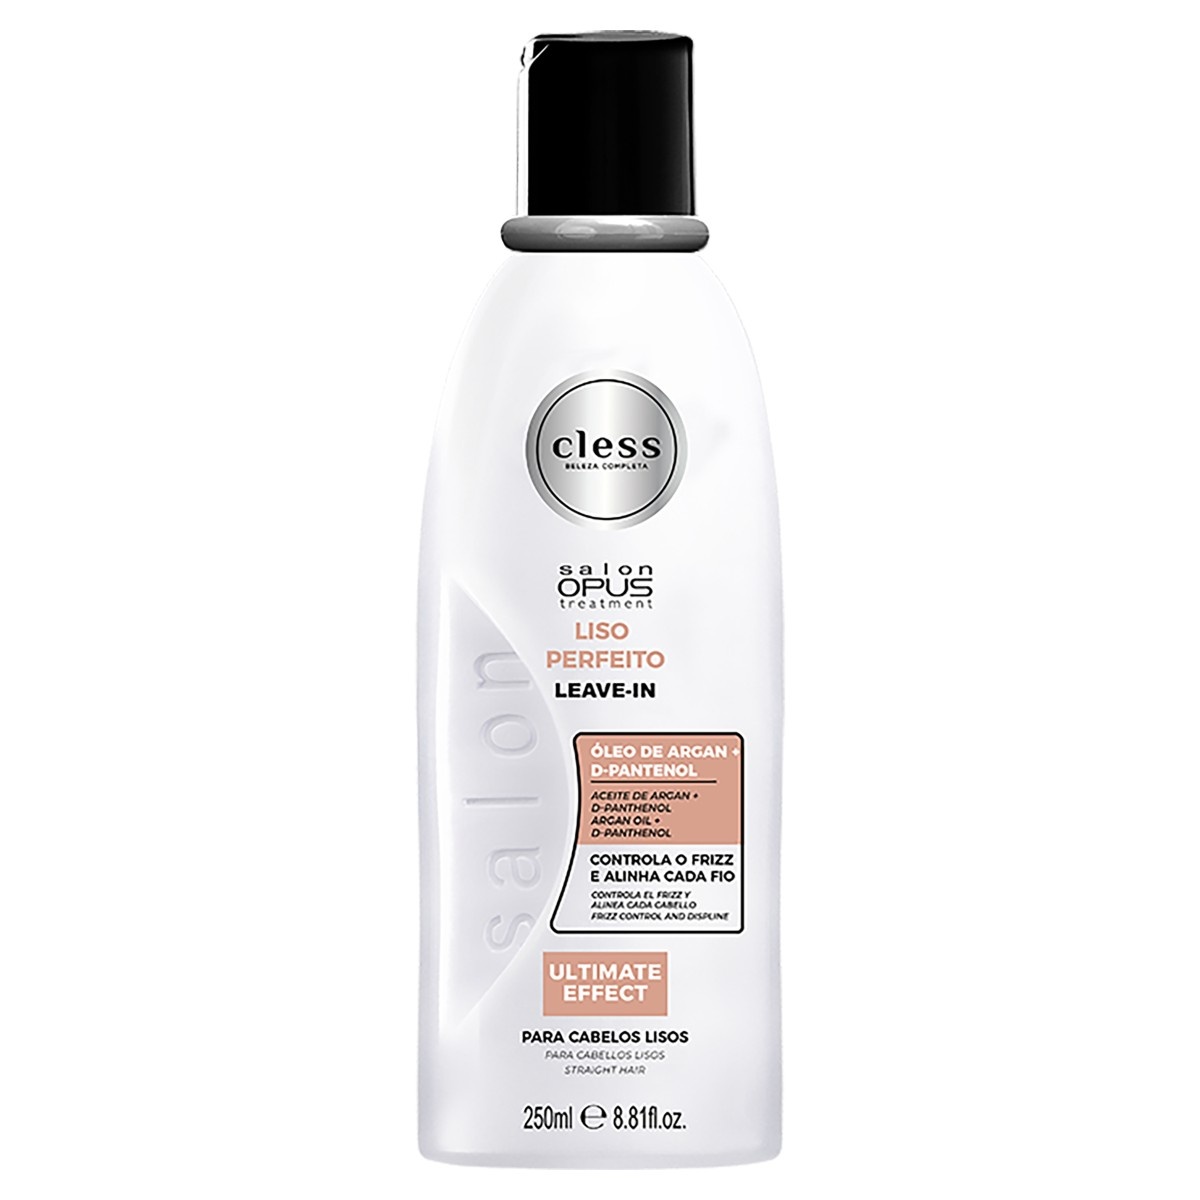 cless
BELEZA COMPLETA
salon
OPUS
treatment
LISO
PERFEITO
LEAVE-IN
salon
ÓLEO DE ARGAN +
D-PANTENOL
ACEITE DE ARGAN +
D-PANTHENOL
ARGAN OIL +
D-PANTHENOL
CONTROLA O FRIZZ
E ALINHA CADA FIO
CONTROLA EL FRIZZ Y
ALINEA CADA CABELLO
FRIZZ CONTROL AND DISPLINE
ULTIMATE
EFFECT
PARA CABELOS LISOS
PARA CABELLOS LISOS
STRAIGHT HAIR
250ml ℮ 8.81fl.oz.